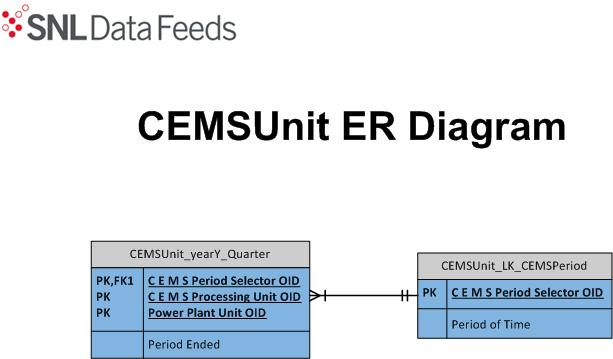 SNL Data Feeds
CEMSUnit ER Diagram
CEMSUnit_yearY_Quarter
PK,FK1 C E M S Period Selector OID
PK C E M S Processing Unit OID
PK Power Plant Unit OID
Period Ended
CEMSUnit_LK_CEMSPeriod
PK C E M S Period Selector OID
Period of Time